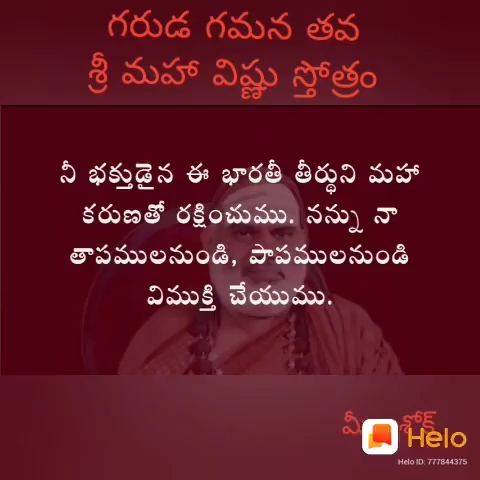 గరుడ గమన తవ
శ్రీ మహా విష్ణు స్తోత్రం
నీ భక్తుడైన ఈ భారతీ తీర్థుని మహా
కరుణతో రక్షించుము. నన్ను నా
తాపములనుండి, పాపములనుండి
విముక్తి చేయుము.
Helo
Helo ID: 777844375